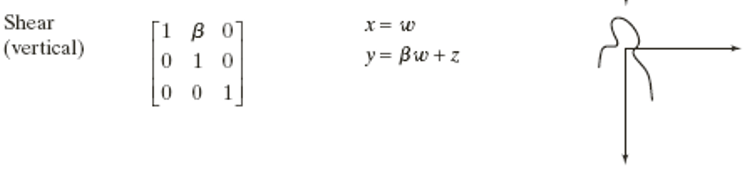 Shear
(vertical)
[1 β 0]
[0 1 0]
[0 0 1]
x = w
y = βw + z